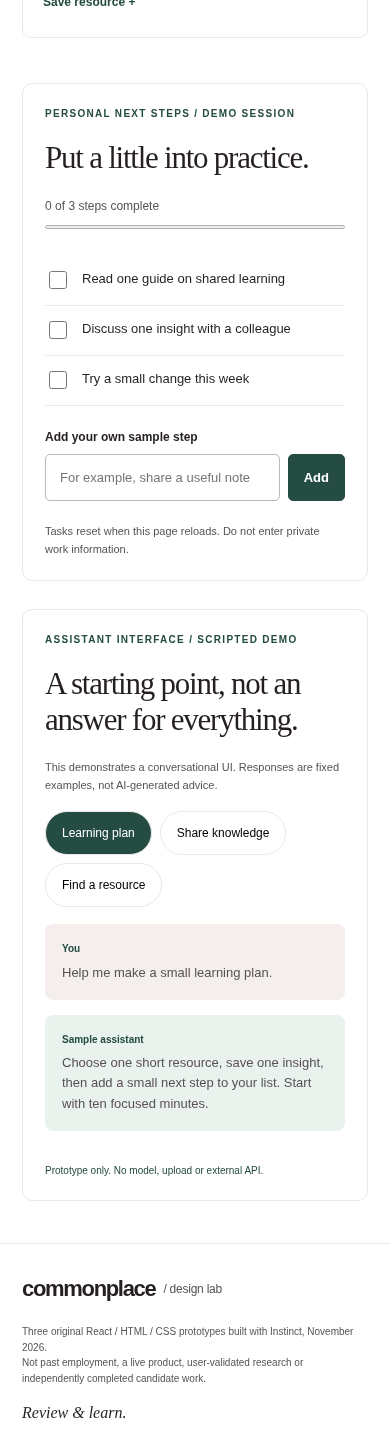 Save resource +
PERSONAL NEXT STEPS / DEMO SESSION
Put a little into practice.
0 of 3 steps complete
Read one guide on shared learning
Discuss one insight with a colleague
Try a small change this week
Add your own sample step
For example, share a useful note
Add
Tasks reset when this page reloads. Do not enter private
work information.
ASSISTANT INTERFACE / SCRIPTED DEMO
A starting point, not an
answer for everything.
This demonstrates a conversational UI. Responses are fixed
examples, not AI-generated advice.
Learning plan
Share knowledge
Find a resource
You
Help me make a small learning plan.
Sample assistant
Choose one short resource, save one insight,
then add a small next step to your list. Start
with ten focused minutes.
Prototype only. No model, upload or external API.
commonplace / design lab
Three original React / HTML / CSS prototypes built with Instinct, November
2026.
Not past employment, a live product, user-validated research or
independently completed candidate work.
Review & learn.